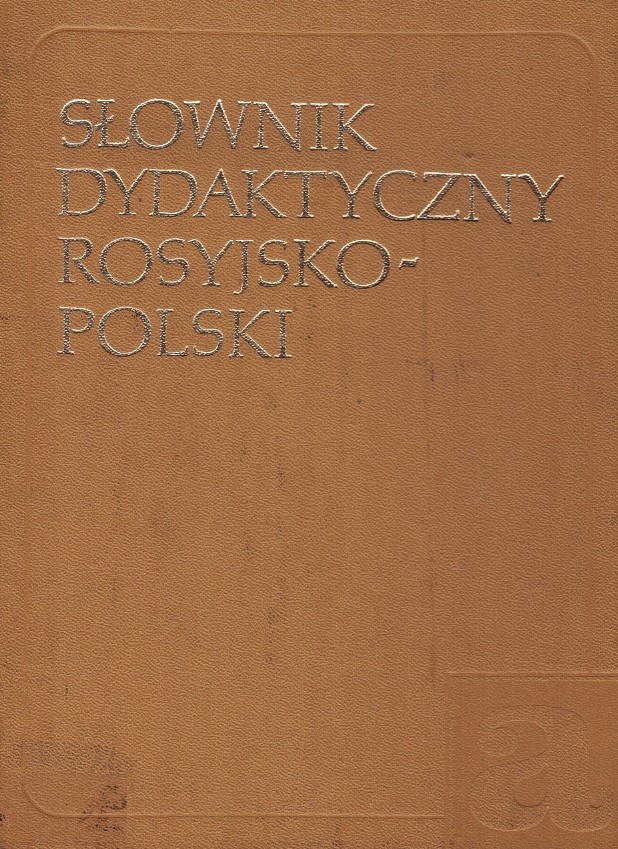 SŁOWNIK
DYDAKTYCZNY
ROSYJSKO-
POLSKI
a